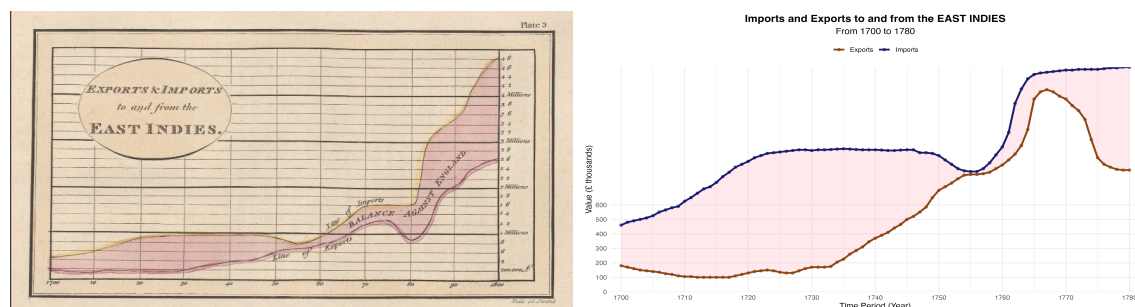 Plate 3
EXPORTS & IMPORTS
to and from the
EAST INDIES.
Line of Imports
BALANCE AGAINST ENGLAND
Line of Exports
Millions
Millions
Millions
Millions
1700
10
30
40
50
60
70
80
90
1800
Imports and Exports to and from the EAST INDIES
From 1700 to 1780
Exports
Imports
Value (£ thousands)
600
500
400
300
200
100
0
1700
1710
1720
1730
1740
1750
1760
1770
Time Period (Year)